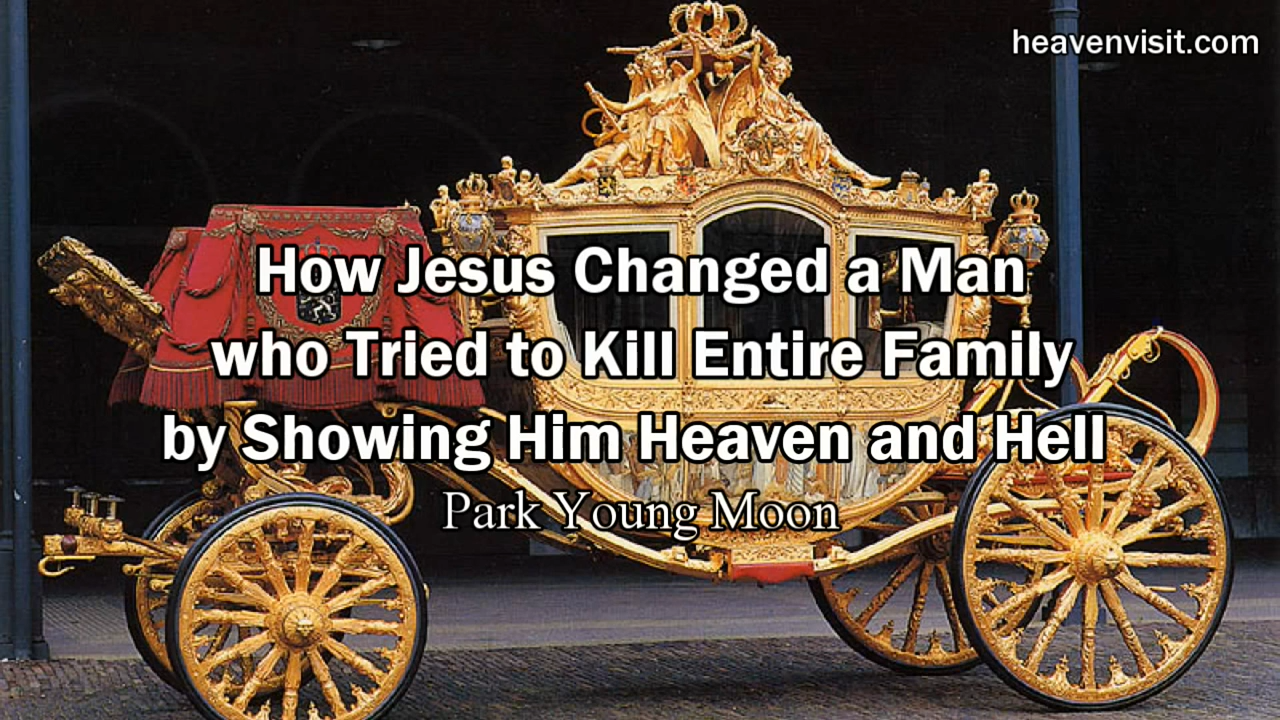 heavenvisit.com
How Jesus Changed a Man
who Tried to Kill Entire Family
by Showing Him Heaven and Hell
Park Young Moon